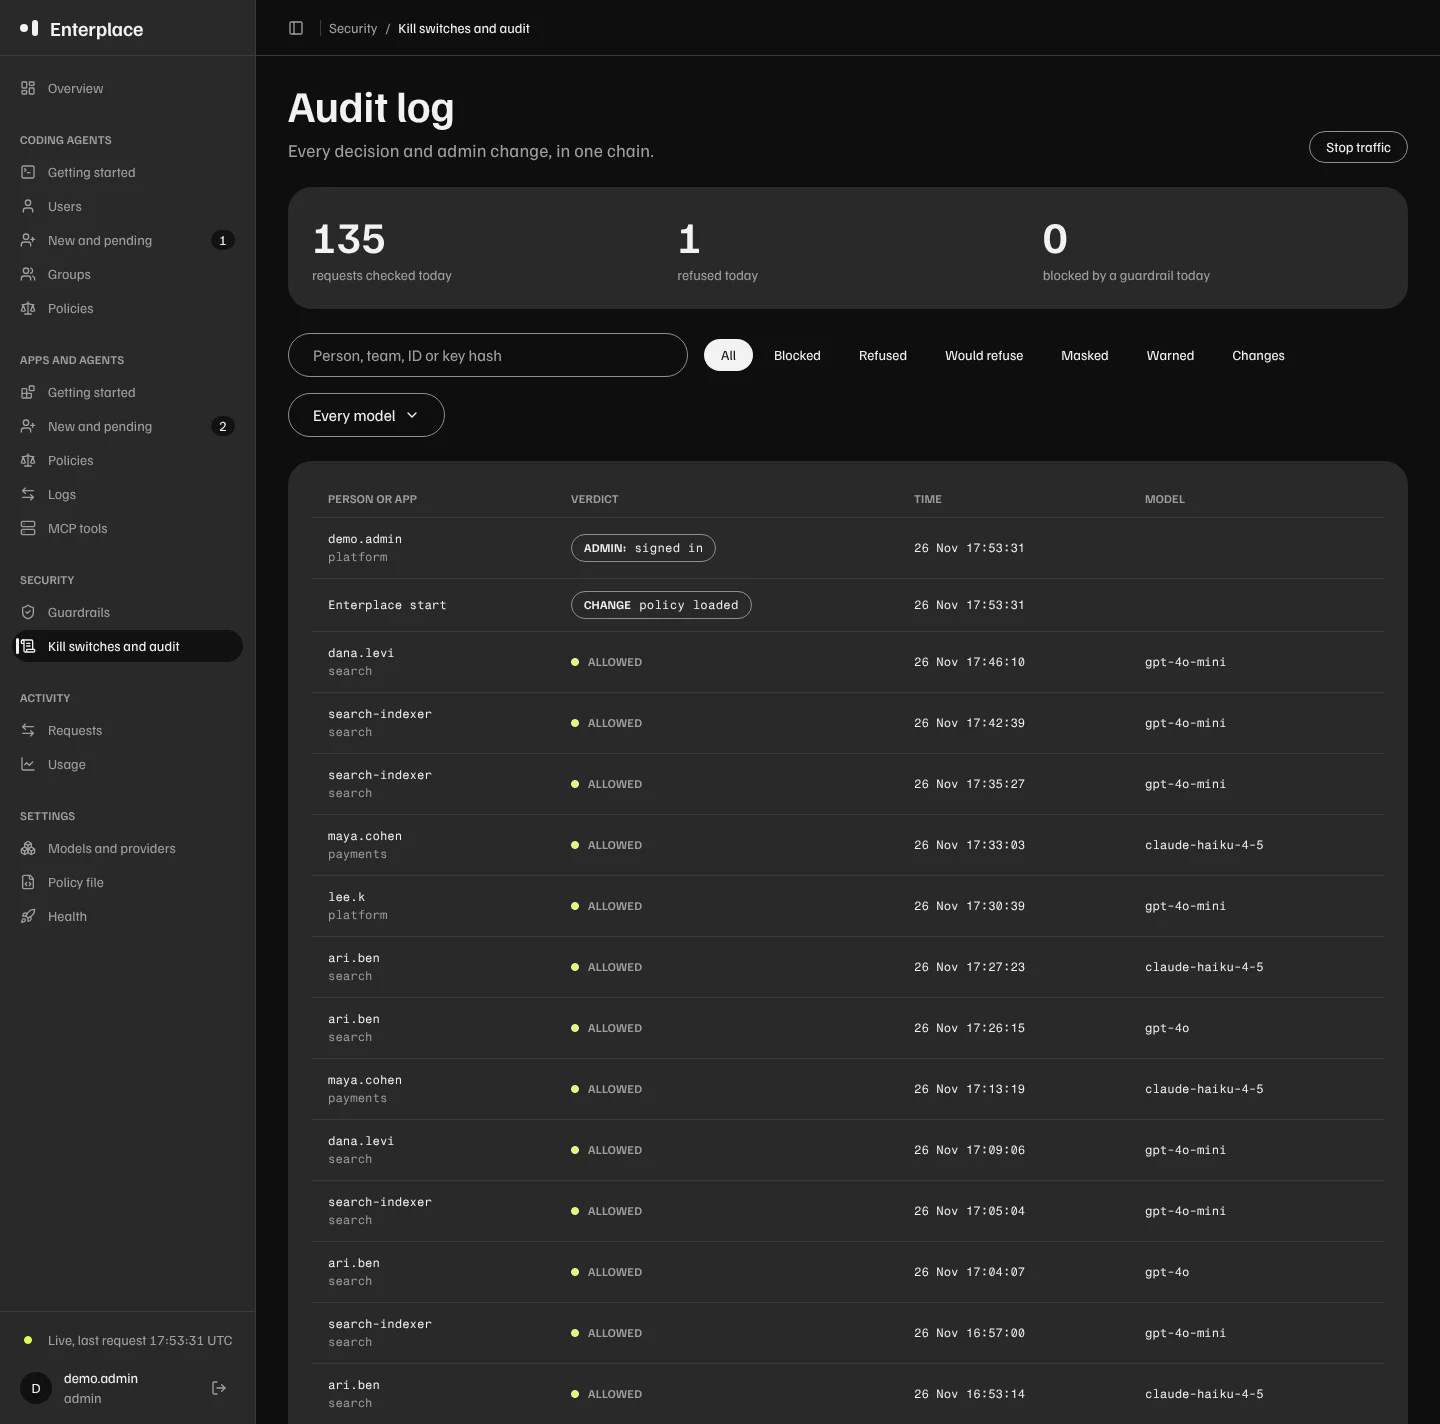 Enterplace
Overview
CODING AGENTS
Getting started
Users
New and pending 1
Groups
Policies
APPS AND AGENTS
Getting started
New and pending 2
Policies
Logs
MCP tools
SECURITY
Guardrails
Kill switches and audit
ACTIVITY
Requests
Usage
SETTINGS
Models and providers
Policy file
Health
Live, last request 17:53:31 UTC
D
demo.admin
admin
Security / Kill switches and audit
Audit log
Every decision and admin change, in one chain.
Stop traffic
135 1 0
requests checked today refused today blocked by a guardrail today
Person, team, ID or key hash All Blocked Refused Would refuse Masked Warned Changes
Every model
PERSON OR APP VERDICT TIME MODEL
demo.admin
platform
ADMIN: signed in 26 Nov 17:53:31
Enterplace start CHANGE policy loaded 26 Nov 17:53:31
dana.levi
search
ALLOWED 26 Nov 17:46:10 gpt-4o-mini
search-indexer
search
ALLOWED 26 Nov 17:42:39 gpt-4o-mini
search-indexer
search
ALLOWED 26 Nov 17:35:27 gpt-4o-mini
maya.cohen
payments
ALLOWED 26 Nov 17:33:03 claude-haiku-4-5
lee.k
platform
ALLOWED 26 Nov 17:30:39 gpt-4o-mini
ari.ben
search
ALLOWED 26 Nov 17:27:23 claude-haiku-4-5
ari.ben
search
ALLOWED 26 Nov 17:26:15 gpt-4o
maya.cohen
payments
ALLOWED 26 Nov 17:13:19 claude-haiku-4-5
dana.levi
search
ALLOWED 26 Nov 17:09:06 gpt-4o-mini
search-indexer
search
ALLOWED 26 Nov 17:05:04 gpt-4o-mini
ari.ben
search
ALLOWED 26 Nov 17:04:07 gpt-4o
search-indexer
search
ALLOWED 26 Nov 16:57:00 gpt-4o-mini
ari.ben
search
ALLOWED 26 Nov 16:53:14 claude-haiku-4-5